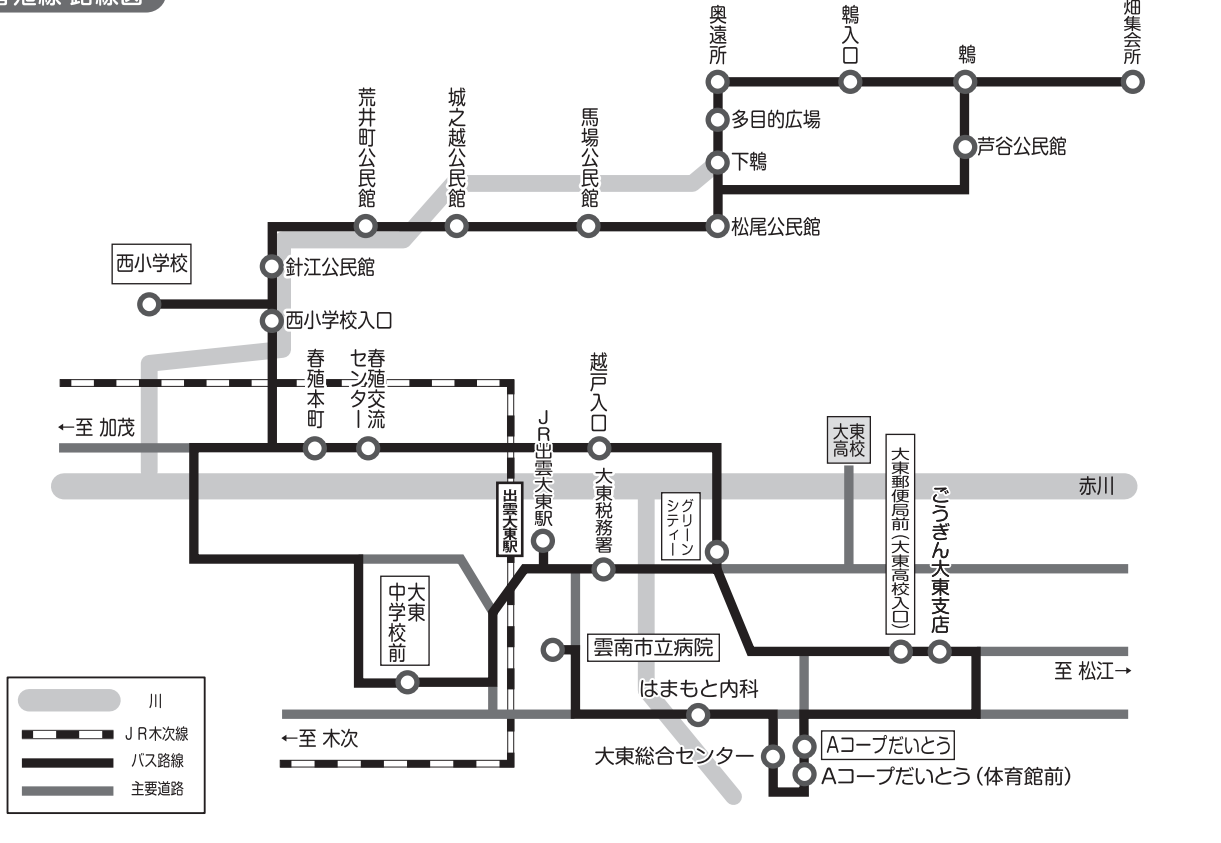 路線図
奥遠所
鵯入口
鵯
畑集会所
多目的広場
下鵯
芦谷公民館
松尾公民館
荒井町公民館
城之越公民館
馬場公民館
西小学校
針江公民館
西小学校入口
春殖本町
春殖交流
センター
越戸入口
←至 加茂
JR出雲大東駅
大東税務署
出雲大東駅
グリーン
シティー
大東
高校
大東郵便局前(大東高校入口)
ごうぎん大東支店
赤川
大東
中学校前
雲南市立病院
はまもと内科
至 松江→
←至 木次
大東総合センター
Aコープだいとう
Aコープだいとう(体育館前)
川
JR木次線
バス路線
主要道路